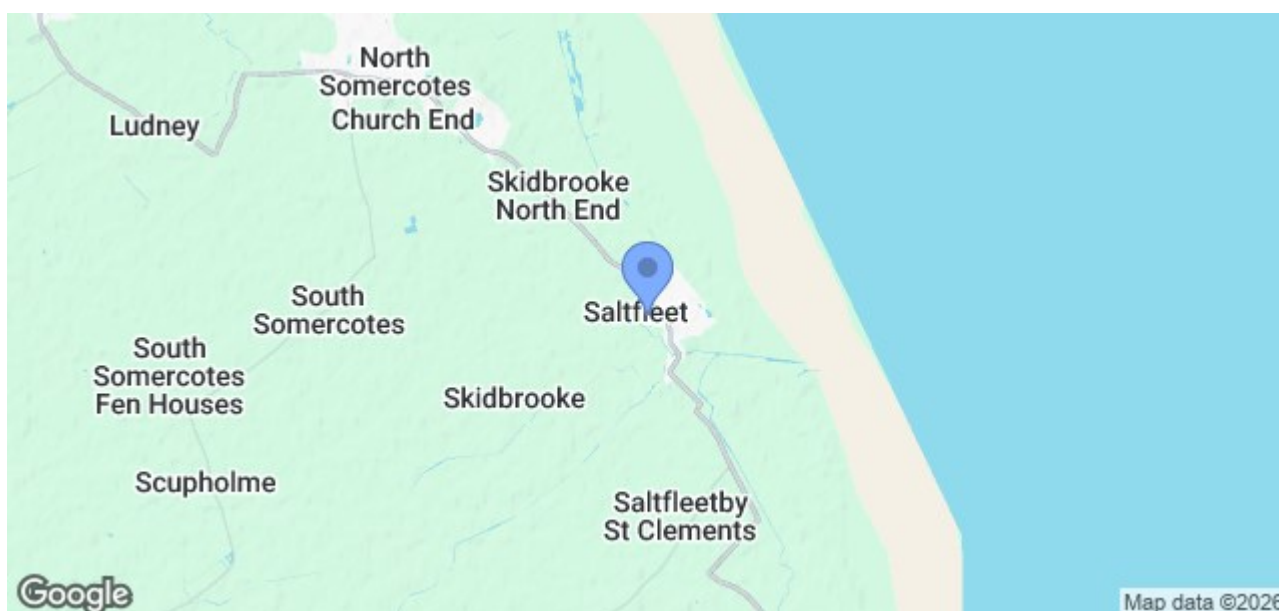 North
Somercotes
Church End
Ludney
Skidbrooke
North End
Saltfleet
South
Somercotes
South
Somercotes
Fen Houses
Skidbrooke
Scupholme
Saltfleetby
St Clements
Google
Map data ©2026